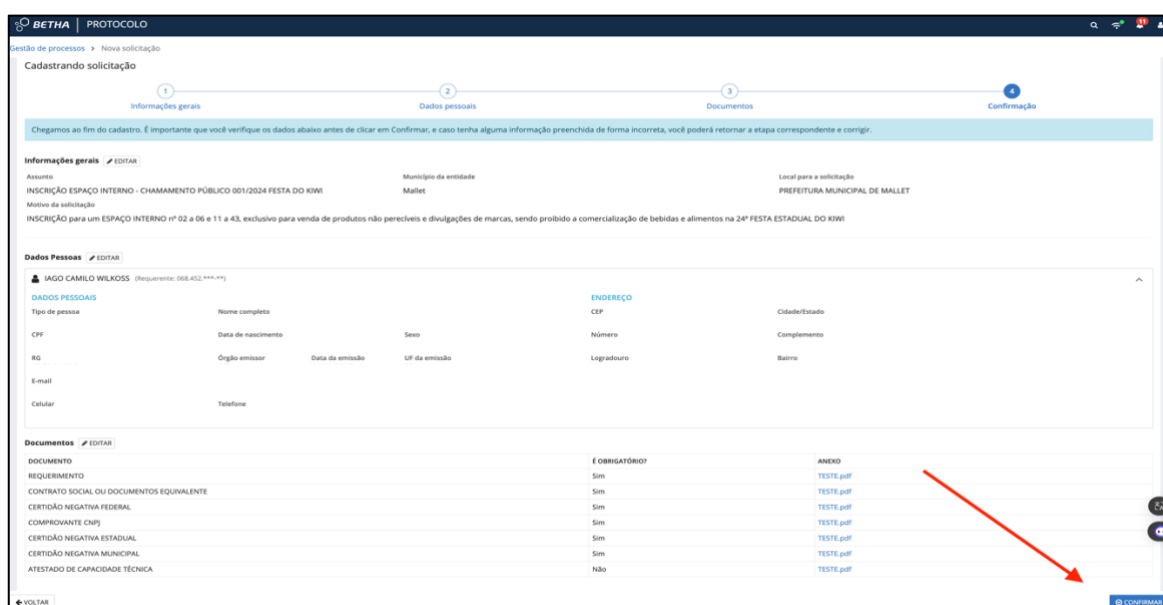 BETHA | PROTOCOLO
11
Gestão de processos > Nova solicitação
Cadastrando solicitação
1 2 3 4
Informações gerais Dados pessoais Documentos Confirmação
Chegamos ao fim do cadastro. É importante que você verifique os dados abaixo antes de clicar em Confirmar, e caso tenha alguma informação preenchida de forma incorreta, você poderá retornar a etapa correspondente e corrigir.
Informações gerais EDITAR
Assunto Município da entidade Local para a solicitação
INSCRIÇÃO ESPAÇO INTERNO - CHAMAMENTO PÚBLICO 001/2024 FESTA DO KIWI Mallet PREFEITURA MUNICIPAL DE MALLET
Motivo da solicitação
INSCRIÇÃO para um ESPAÇO INTERNO nº 02 a 06 e 11 a 43, exclusivo para venda de produtos não perecíveis e divulgações de marcas, sendo proibido a comercialização de bebidas e alimentos na 24ª FESTA ESTADUAL DO KIWI
Dados Pessoas EDITAR
IAGO CAMILO WILKOSS (Requerente: 068.452.***-**)
DADOS PESSOAIS ENDEREÇO
Tipo de pessoa Nome completo CEP Cidade/Estado
CPF Data de nascimento Sexo Número Complemento
RG Órgão emissor Data da emissão UF da emissão Logradouro Bairro
E-mail
Celular Telefone
Documentos EDITAR
DOCUMENTO É OBRIGATÓRIO? ANEXO
REQUERIMENTO Sim TESTE.pdf
CONTRATO SOCIAL OU DOCUMENTOS EQUIVALENTE Sim TESTE.pdf
CERTIDÃO NEGATIVA FEDERAL Sim TESTE.pdf
COMPROVANTE CNPJ Sim TESTE.pdf
CERTIDÃO NEGATIVA ESTADUAL Sim TESTE.pdf
CERTIDÃO NEGATIVA MUNICIPAL Sim TESTE.pdf
ATESTADO DE CAPACIDADE TÉCNICA Não TESTE.pdf
VOLTAR CONFIRMAR